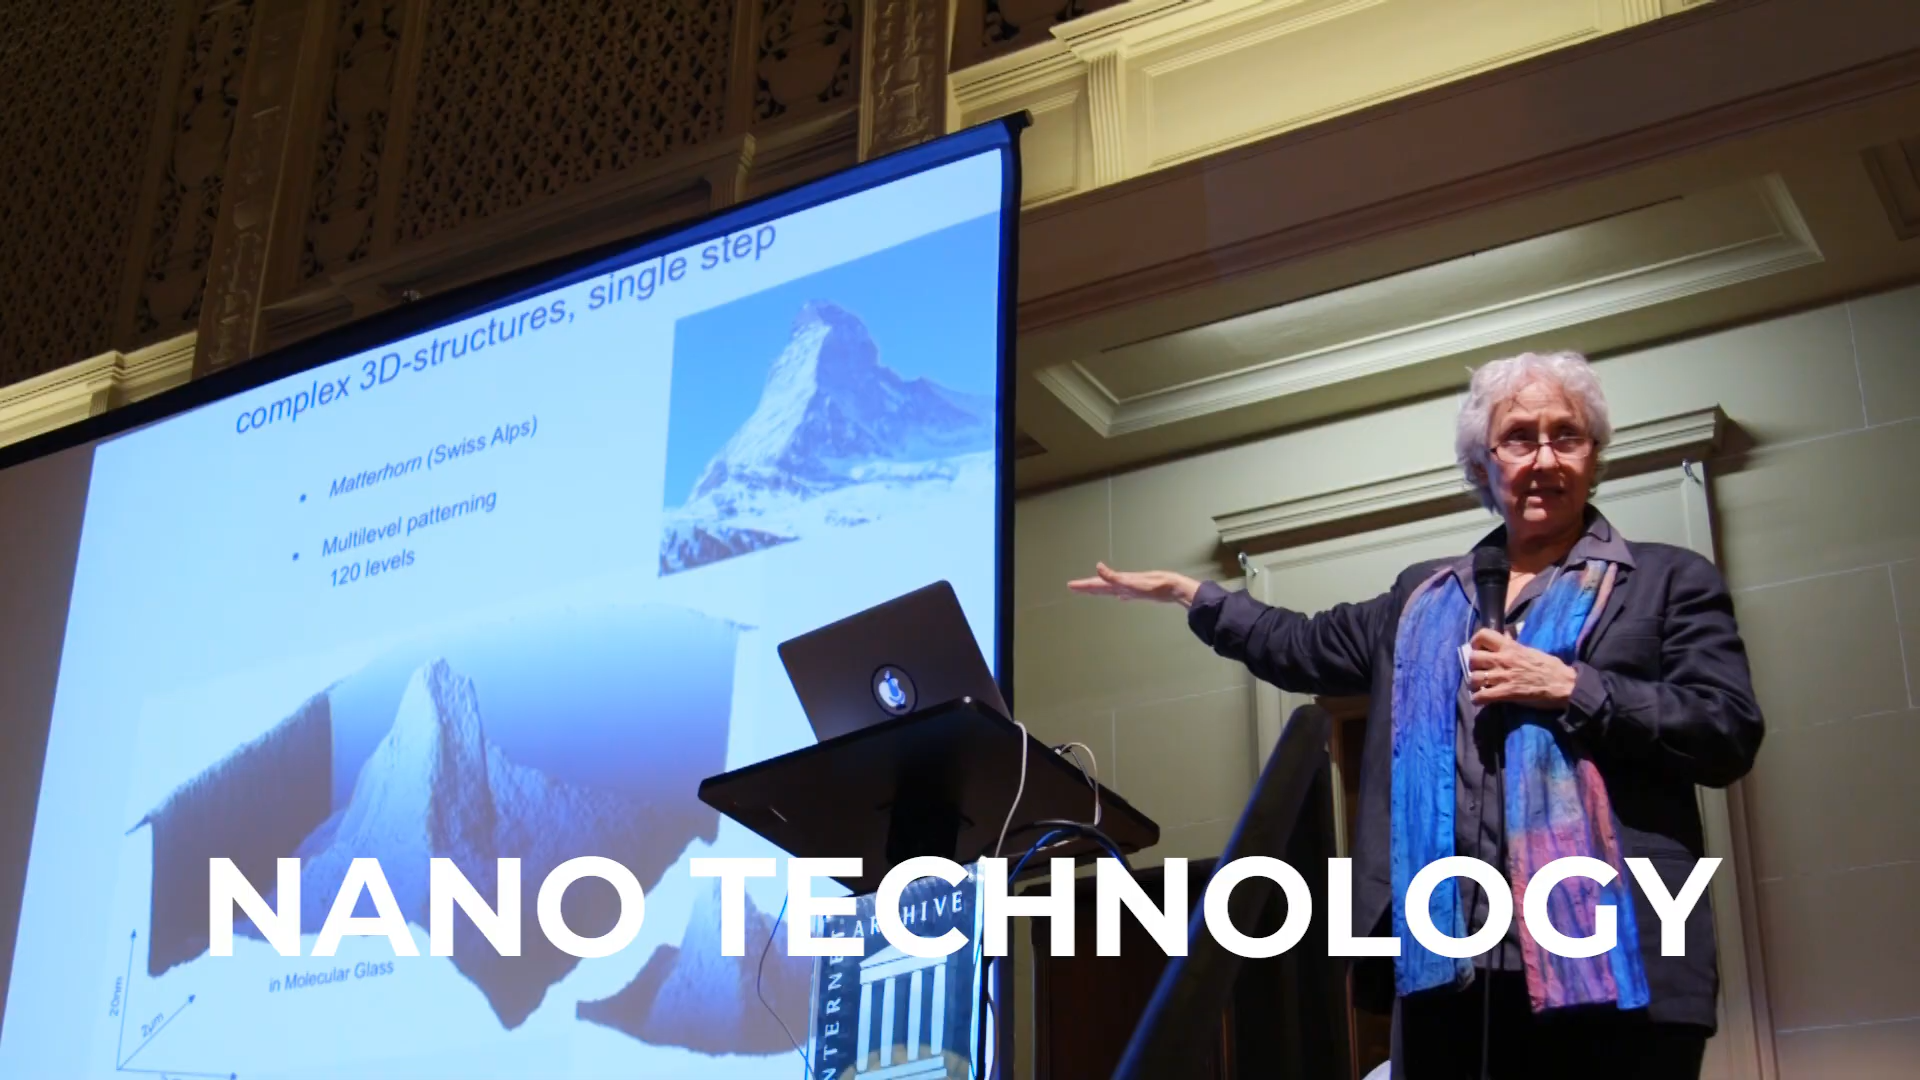 complex 3D-structures, single step
• Matterhorn (Swiss Alps)
• Multilevel patterning
120 levels
in Molecular Glass
20nm
2µm
NANO TECHNOLOGY
ARCHIVE
INTERNET